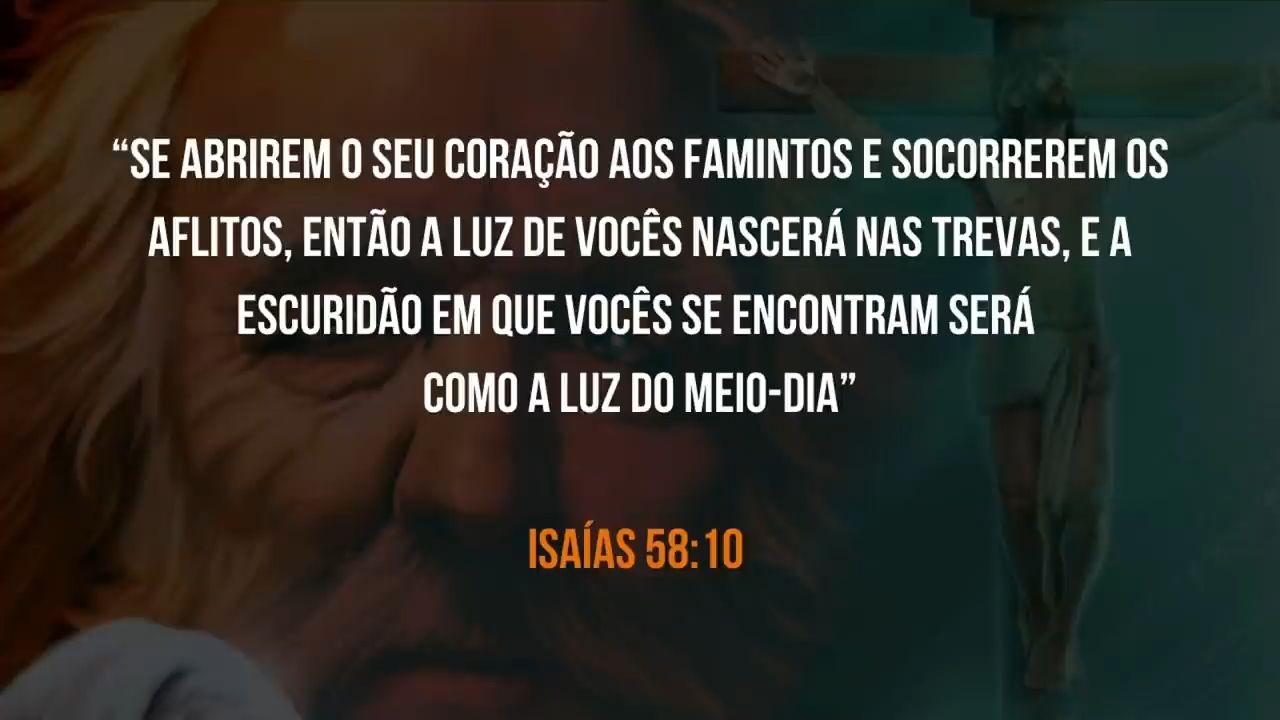 “SE ABRIREM O SEU CORAÇÃO AOS FAMINTOS E SOCORREREM OS
AFLITOS, ENTÃO A LUZ DE VOCÊS NASCERÁ NAS TREVAS, E A
ESCURIDÃO EM QUE VOCÊS SE ENCONTRAM SERÁ
COMO A LUZ DO MEIO-DIA”
ISAÍAS 58:10